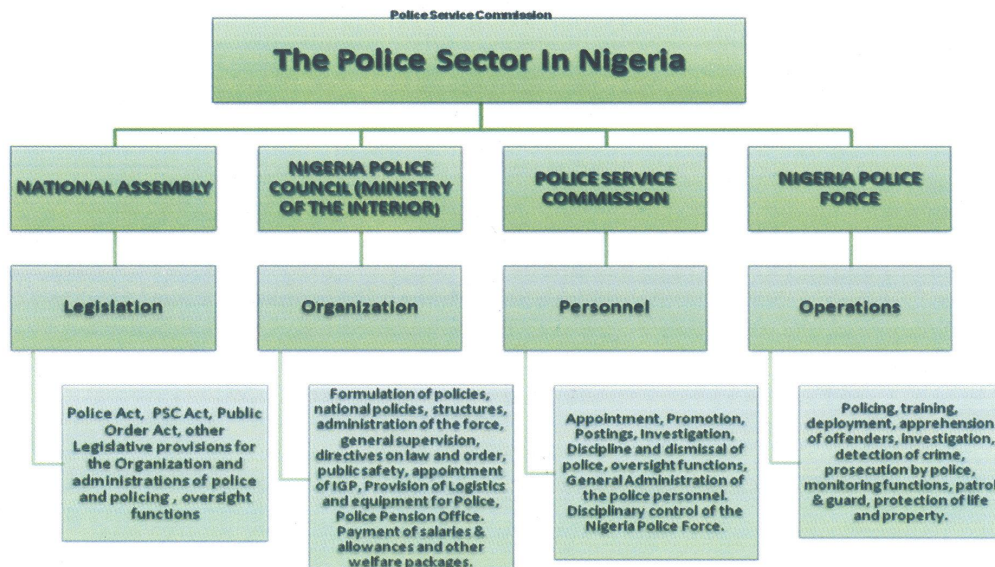 Police Service Commission
The Police Sector In Nigeria
NATIONAL ASSEMBLY
NIGERIA POLICE
COUNCIL (MINISTRY
OF THE INTERIOR)
POLICE SERVICE
COMMISSION
NIGERIA POLICE
FORCE
Legislation
Organization
Personnel
Operations
Police Act, PSC Act, Public
Order Act, other
Legislative provisions for
the Organization and
administrations of police
and policing , oversight
functions
Formulation of policies,
national policies, structures,
administration of the force,
general supervision,
directives on law and order,
public safety, appointment
of IGP, Provision of Logistics
and equipment for Police,
Police Pension Office.
Payment of salaries &
allowances and other
welfare packages.
Appointment, Promotion,
Postings, Investigation,
Discipline and dismissal of
police, oversight functions,
General Administration of
the police personnel.
Disciplinary control of the
Nigeria Police Force.
Policing, training,
deployment, apprehension
of offenders, investigation,
detection of crime,
prosecution by police,
monitoring functions, patrol
& guard, protection of life
and property.